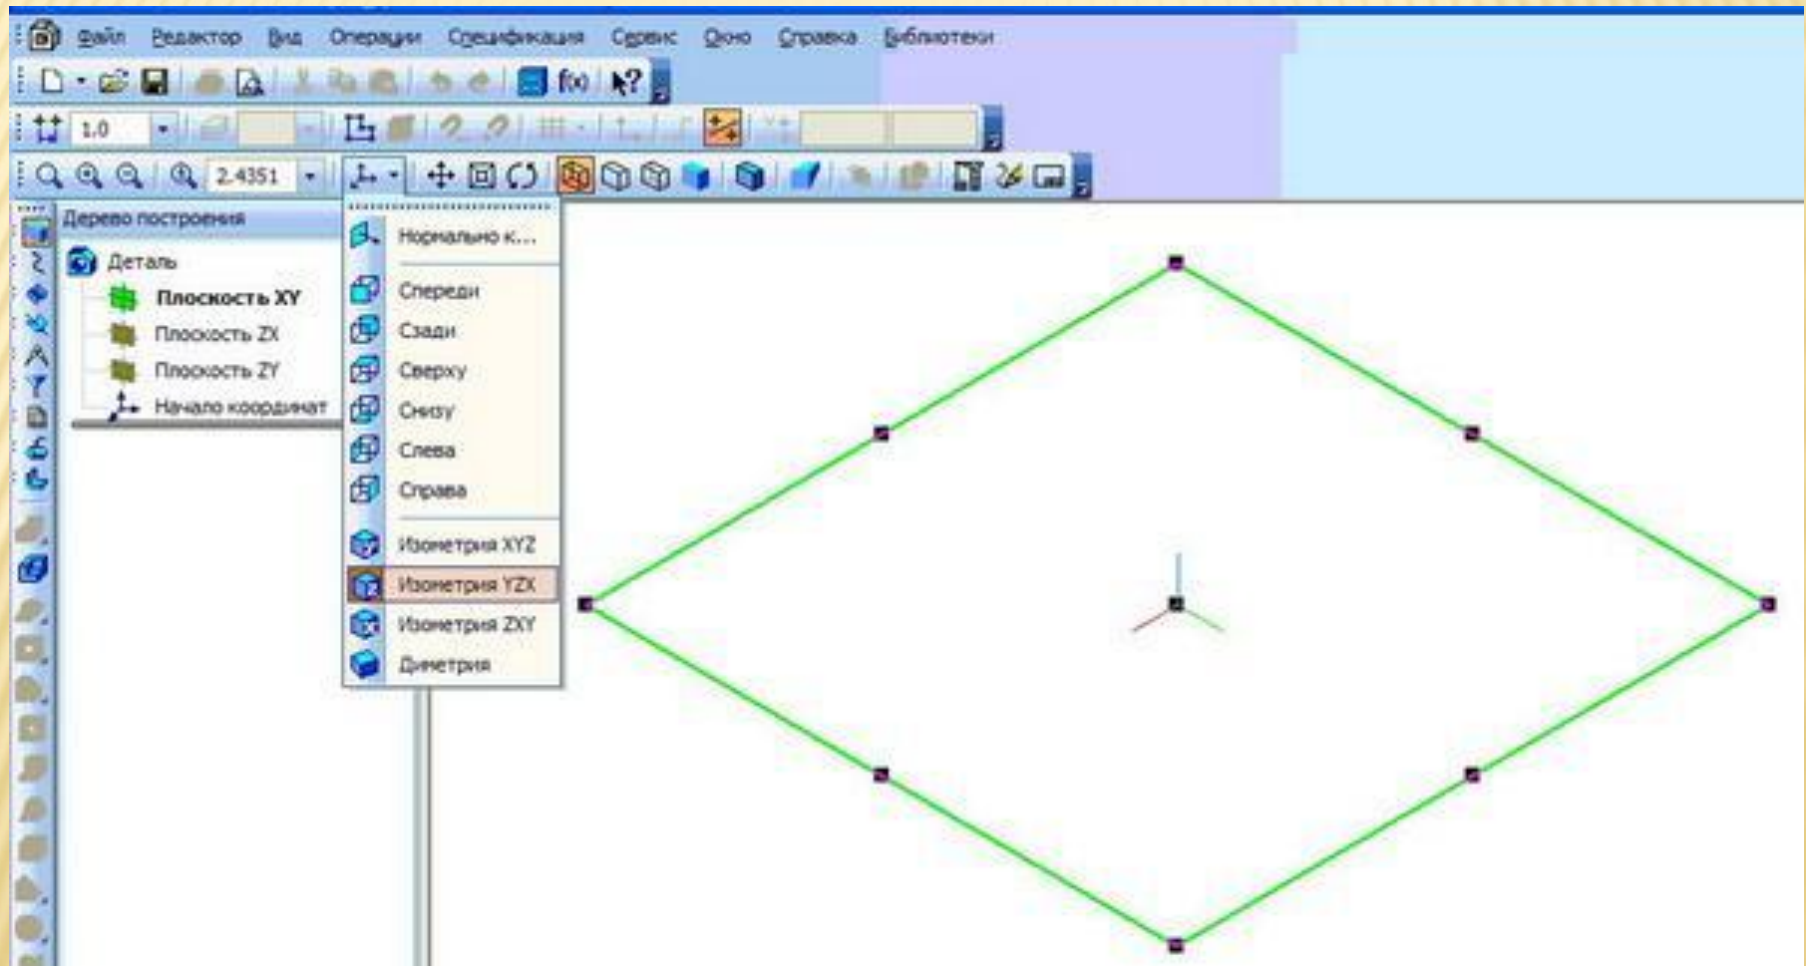 Файл Редактор Вид Операции Спецификация Сервис Окно Справка Библиотеки
f(x) ?
1.0
2.4351
Дерево построения
Деталь
Плоскость XY
Плоскость ZX
Плоскость ZY
Начало координат
Нормально к...
Спереди
Сзади
Сверху
Снизу
Слева
Справа
Изометрия XYZ
Изометрия YZX
Изометрия ZXY
Диметрия